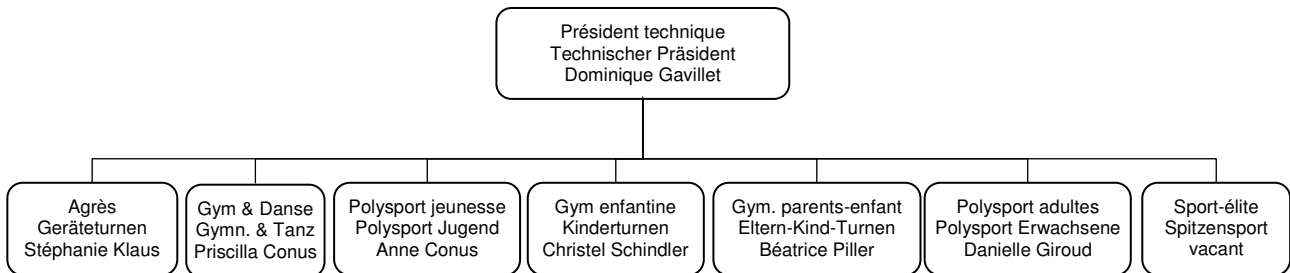 Président technique
Technischer Präsident
Dominique Gavillet
Agrès
Geräteturnen
Stéphanie Klaus
Gym & Danse
Gymn. & Tanz
Priscilla Conus
Polysport jeunesse
Polysport Jugend
Anne Conus
Gym enfantine
Kinderturnen
Christel Schindler
Gym. parents-enfant
Eltern-Kind-Turnen
Béatrice Piller
Polysport adultes
Polysport Erwachsene
Danielle Giroud
Sport-élite
Spitzensport
vacant